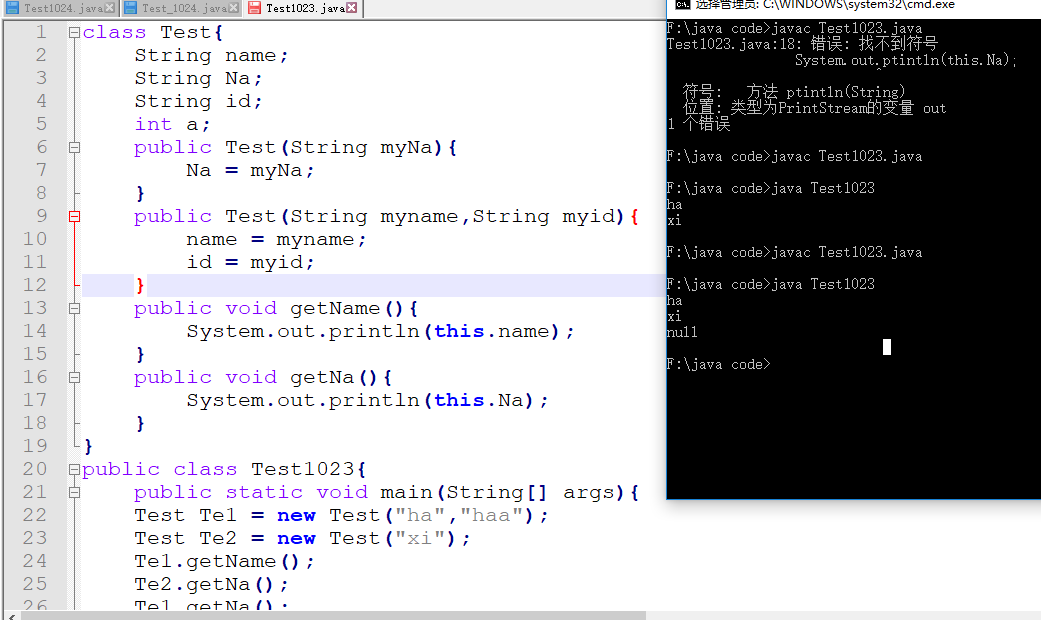 Test1024.java Test_1024.java Test1023.java
1 class Test{
2 String name;
3 String Na;
4 String id;
5 int a;
6 public Test(String myNa){
7 Na = myNa;
8 }
9 public Test(String myname,String myid){
10 name = myname;
11 id = myid;
12 }
13 public void getName(){
14 System.out.println(this.name);
15 }
16 public void getNa(){
17 System.out.println(this.Na);
18 }
19 }
20 public class Test1023{
21 public static void main(String[] args){
22 Test Te1 = new Test("ha","haa");
23 Test Te2 = new Test("xi");
24 Te1.getName();
25 Te2.getNa();
26 Te1.getNa();
选择管理员: C:\WINDOWS\system32\cmd.exe
F:\java code>javac Test1023.java
Test1023.java:18: 错误: 找不到符号
System.out.ptintln(this.Na);
^
符号: 方法 ptintln(String)
位置: 类型为PrintStream的变量 out
1 个错误
F:\java code>javac Test1023.java
F:\java code>java Test1023
ha
xi
F:\java code>javac Test1023.java
F:\java code>java Test1023
ha
xi
null
F:\java code>